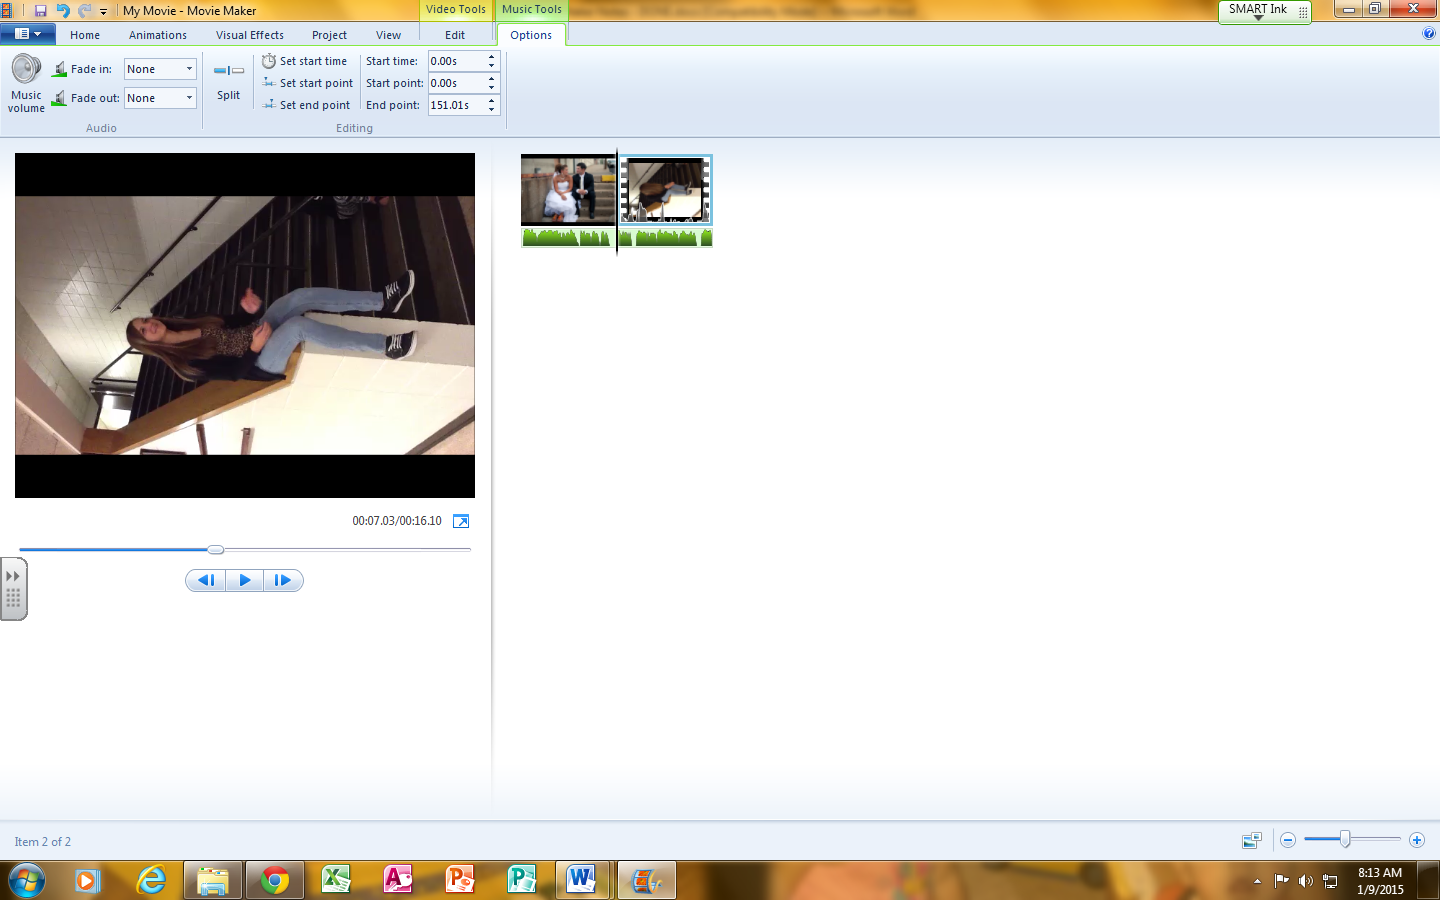 My Movie - Movie Maker
Video Tools
Music Tools
SMART Ink
Home
Animations
Visual Effects
Project
View
Edit
Options
Music volume
Fade in:
None
Fade out:
None
Audio
Split
Set start time
Set start point
Set end point
Start time:
0.00s
Start point:
0.00s
End point:
151.01s
Editing
00:07.03/00:16.10
Item 2 of 2
8:13 AM
1/9/2015